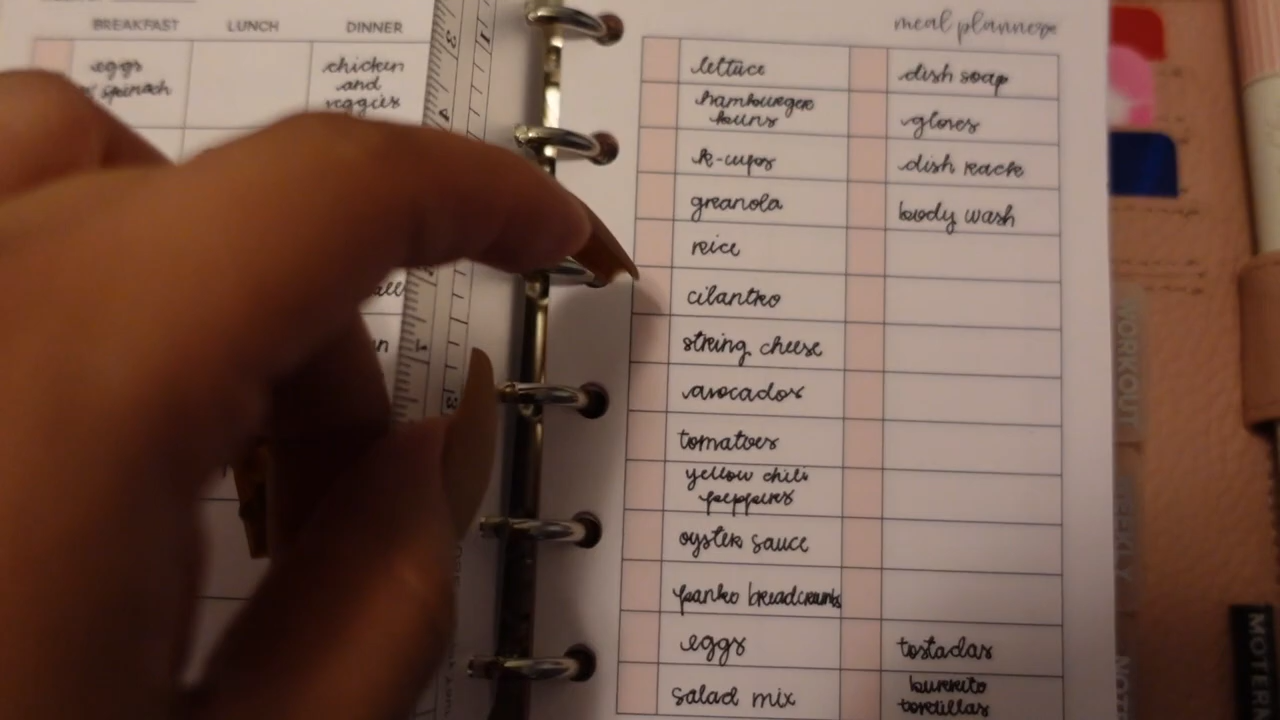 BREAKFAST LUNCH DINNER
eggs
spinach
chicken
and
veggies
meal planner
lettuce
hamburger
buns
k-cups
granola
rice
cilantro
string cheese
avocados
tomatoes
yellow chili
peppers
oyster sauce
panko breadcrumbs
eggs
salad mix
dish soap
gloves
dish rack
body wash
tostadas
burrito
tortillas
WORKOUT